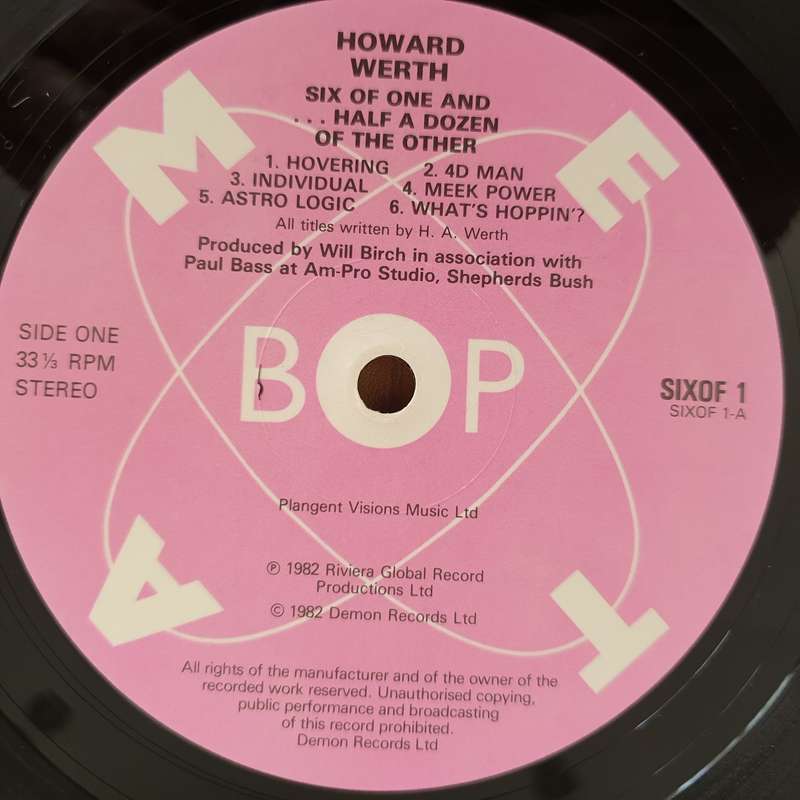 HOWARD
WERTH
SIX OF ONE AND
... HALF A DOZEN
OF THE OTHER
1. HOVERING 2. 4D MAN
3. INDIVIDUAL 4. MEEK POWER
5. ASTRO LOGIC 6. WHAT'S HOPPIN'?
All titles written by H. A. Werth
Produced by Will Birch in association with
Paul Bass at Am-Pro Studio, Shepherds Bush
M E T A
SIDE ONE
33⅓ RPM
STEREO
BOP
SIXOF 1
SIXOF 1-A
Plangent Visions Music Ltd
℗ 1982 Riviera Global Record
Productions Ltd
© 1982 Demon Records Ltd
All rights of the manufacturer and of the owner of the
recorded work reserved. Unauthorised copying,
public performance and broadcasting
of this record prohibited.
Demon Records Ltd